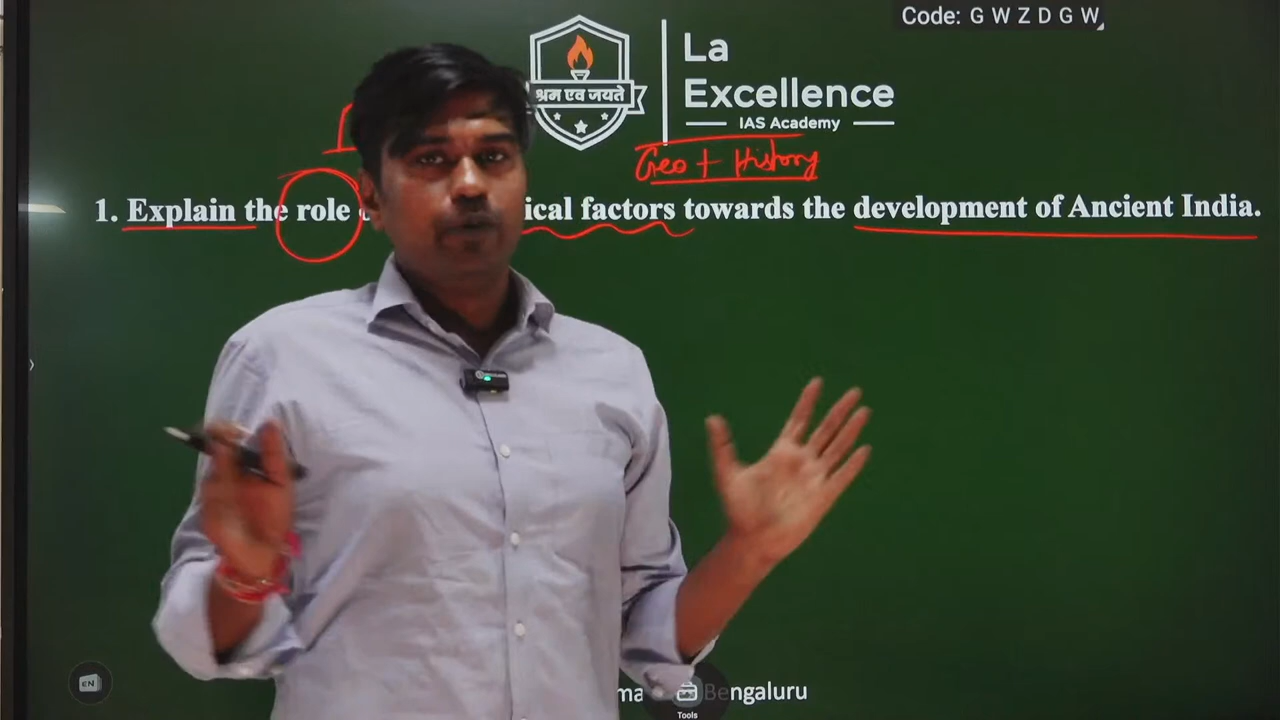 Code: G W Z D G W
La
Excellence
श्रम एव जयते
IAS Academy
Geo + History
1. Explain the role ical factors towards the development of Ancient India.
EN
ma Bengaluru
Tools